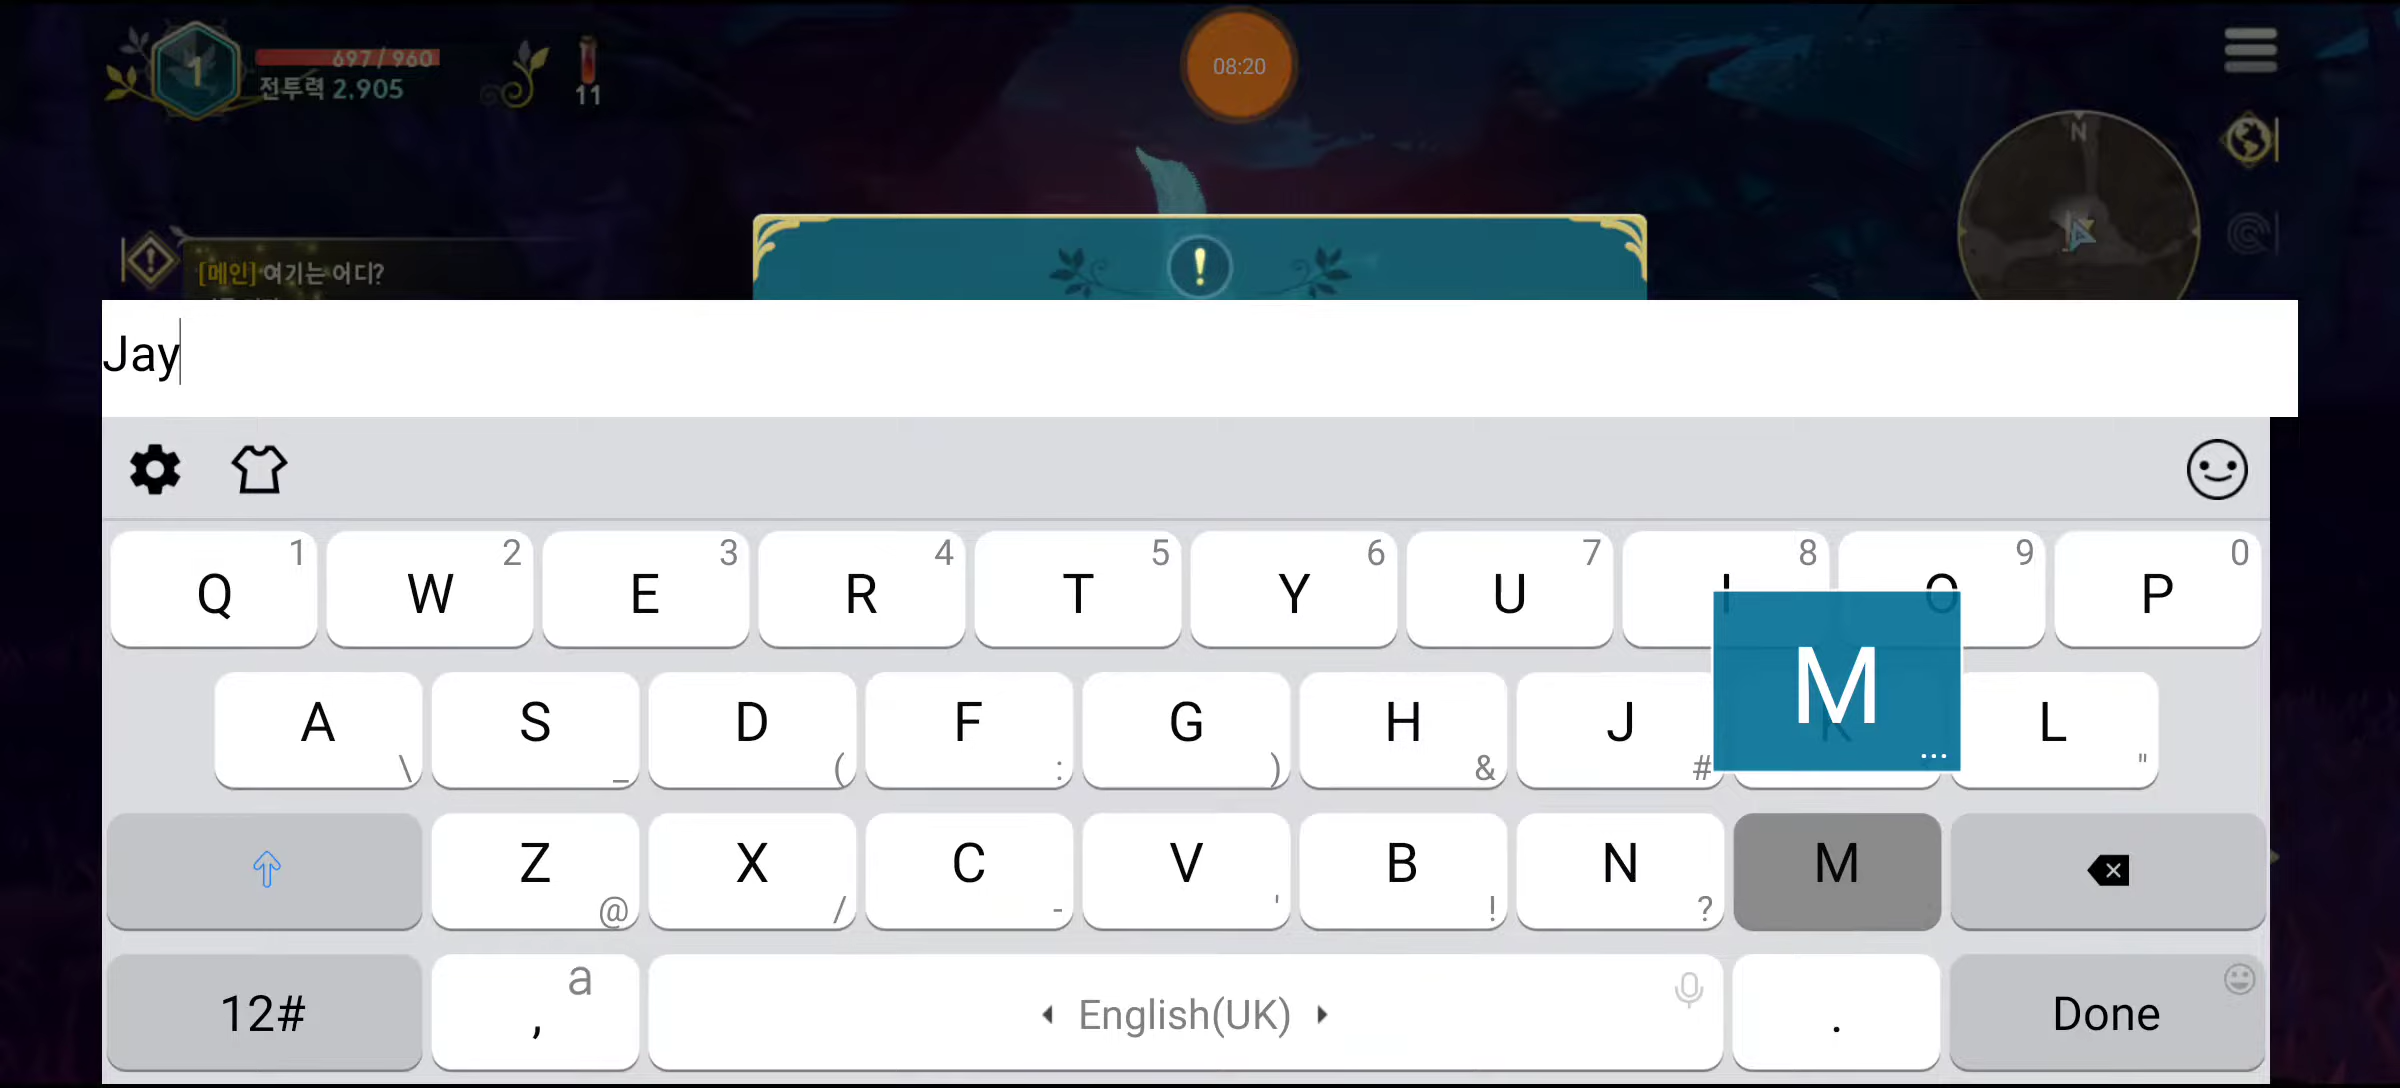 1
697/960
전투력 2,905
11
08:20
N
[메인] 여기는 어디?
!
Jay
1 2 3 4 5 6 7 8 9 0
Q W E R T Y U I O P
M
A S D F G H J K L
\ _ ( : ) & # ... "
Z X C V B N M
@ / - ' ! ?
12# , a English(UK) . Done